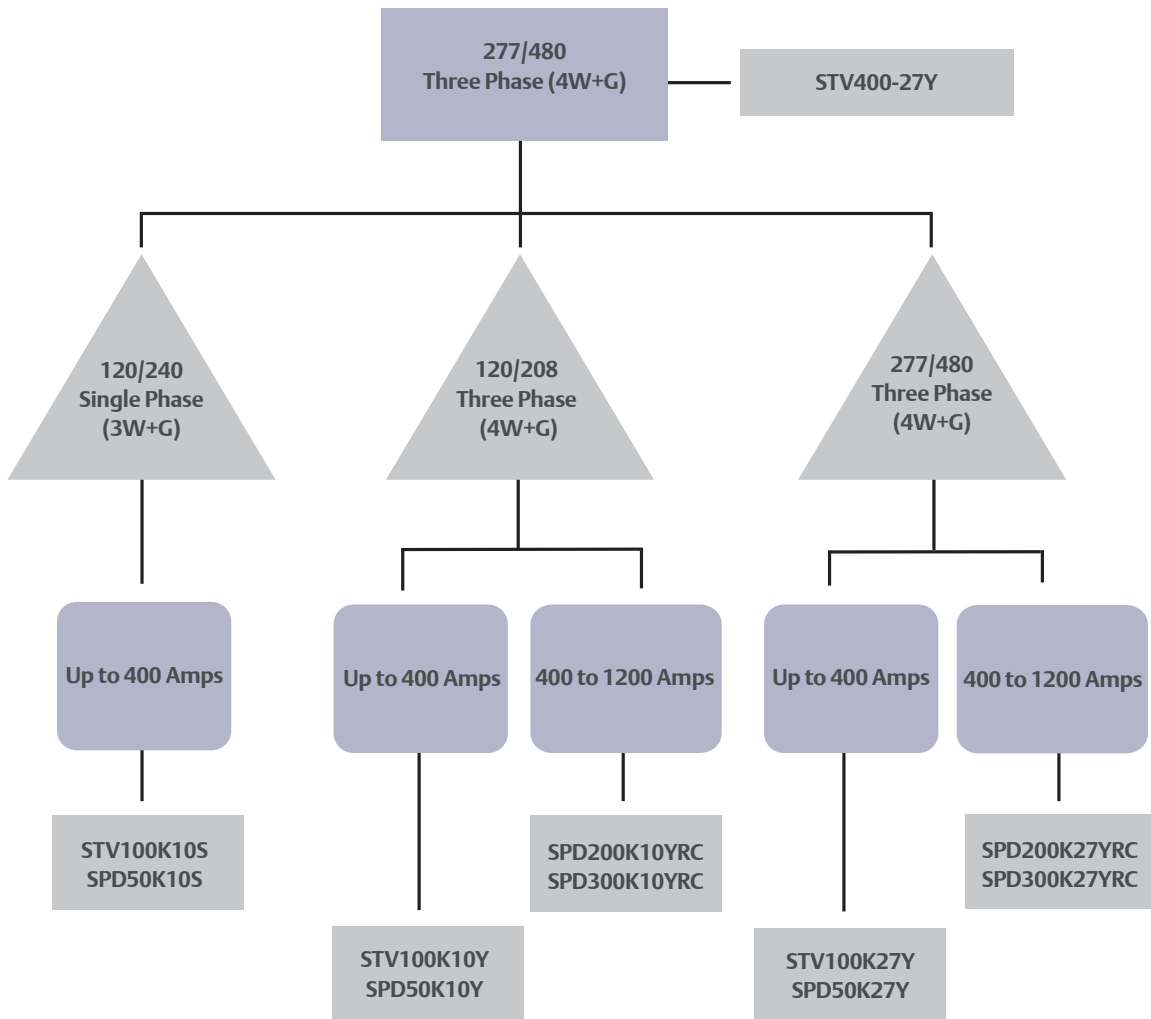 277/480
Three Phase (4W+G)
STV400-27Y
120/240
Single Phase
(3W+G)
120/208
Three Phase
(4W+G)
277/480
Three Phase
(4W+G)
Up to 400 Amps
Up to 400 Amps
400 to 1200 Amps
Up to 400 Amps
400 to 1200 Amps
STV100K10S
SPD50K10S
SPD200K10YRC
SPD300K10YRC
SPD200K27YRC
SPD300K27YRC
STV100K10Y
SPD50K10Y
STV100K27Y
SPD50K27Y